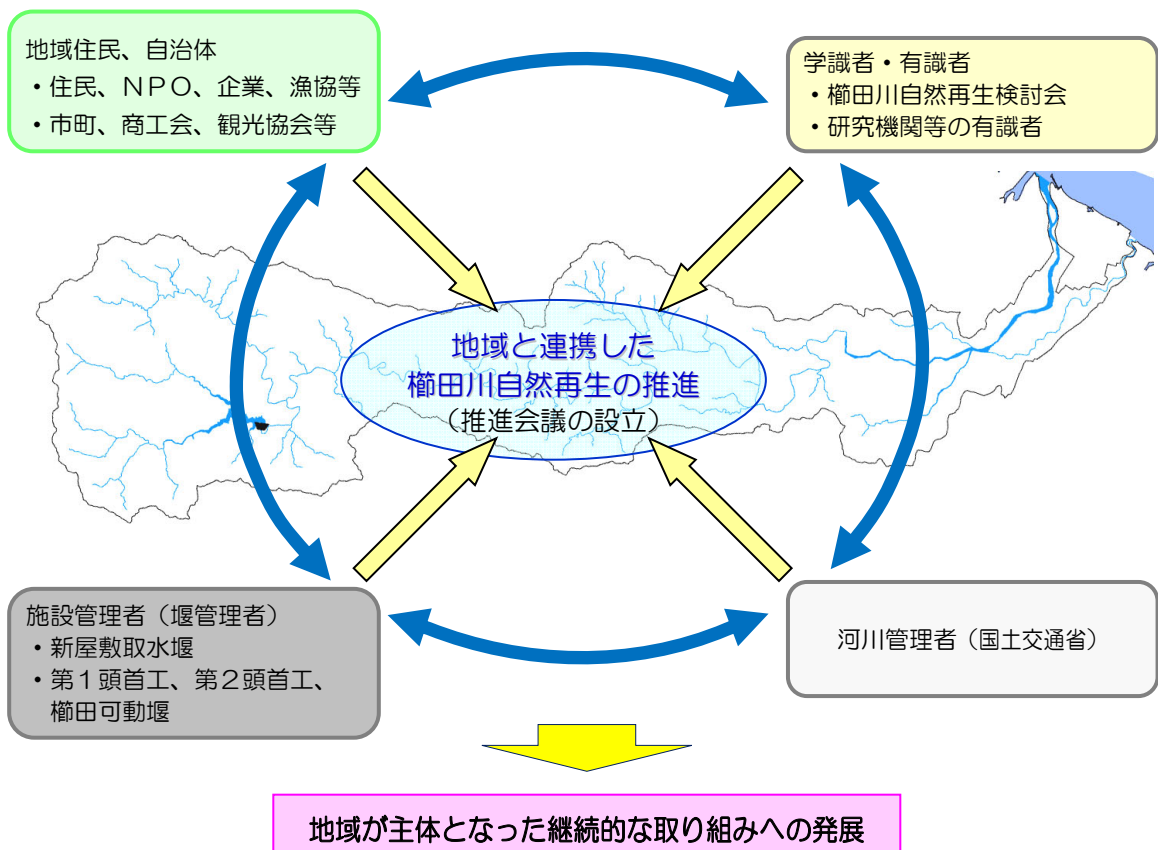 地域住民、自治体
・住民、ＮＰＯ、企業、漁協等
・市町、商工会、観光協会等
学識者・有識者
・櫛田川自然再生検討会
・研究機関等の有識者
地域と連携した
櫛田川自然再生の推進
（推進会議の設立）
施設管理者（堰管理者）
・新屋敷取水堰
・第１頭首工、第２頭首工、
櫛田可動堰
河川管理者（国土交通省）
地域が主体となった継続的な取り組みへの発展